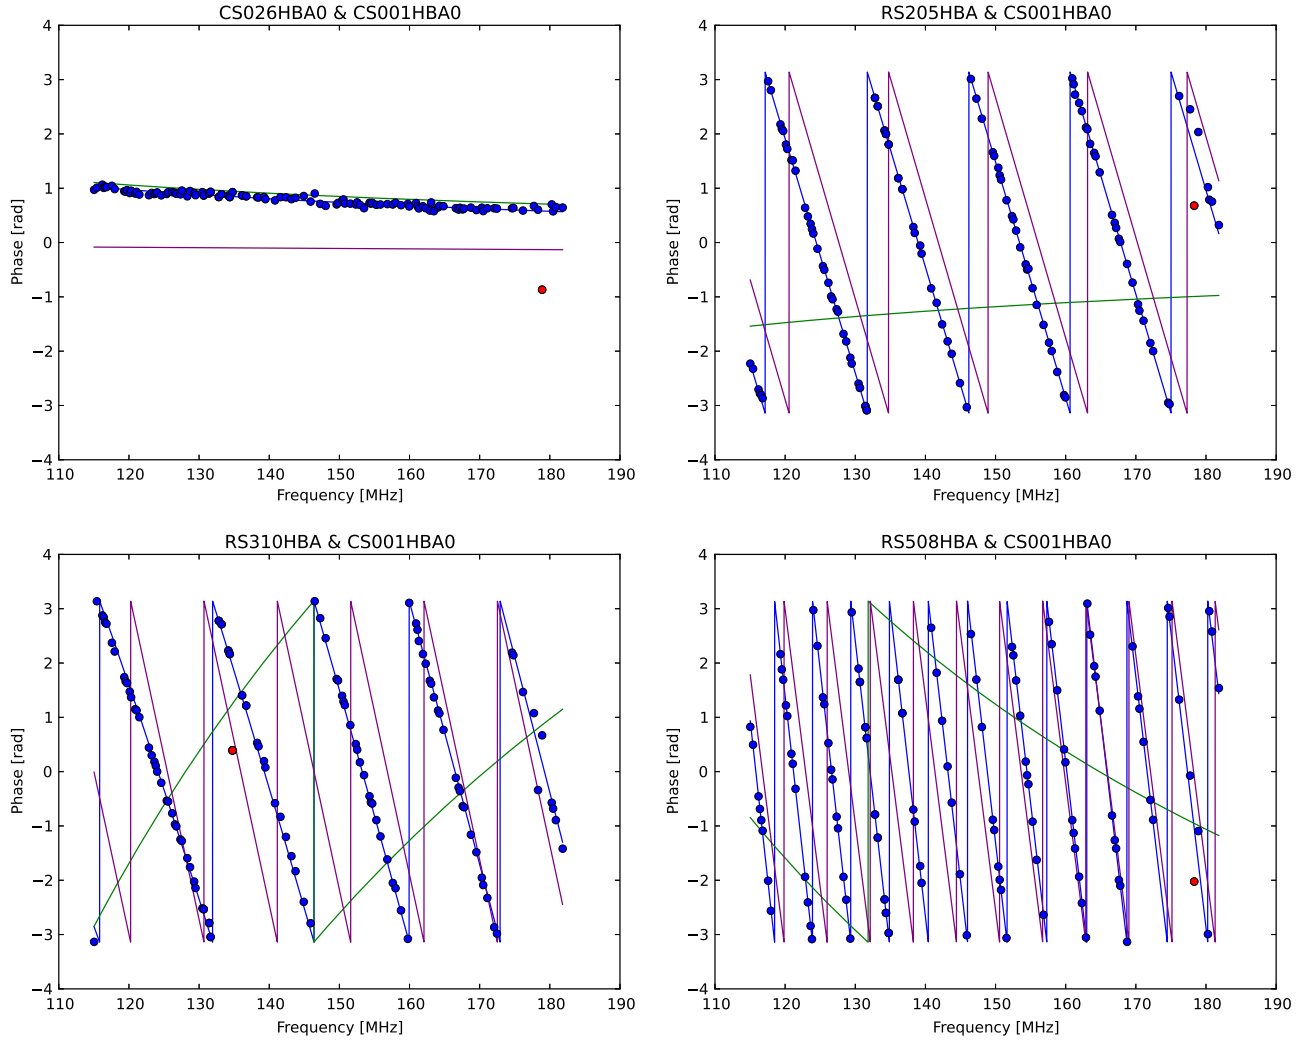 CS026HBA0 & CS001HBA0
4
3
2
1
0
−1
−2
−3
−4
Phase [rad]
110 120 130 140 150 160 170 180 190
Frequency [MHz]
RS205HBA & CS001HBA0
4
3
2
1
0
−1
−2
−3
−4
Phase [rad]
110 120 130 140 150 160 170 180 190
Frequency [MHz]
RS310HBA & CS001HBA0
4
3
2
1
0
−1
−2
−3
−4
Phase [rad]
110 120 130 140 150 160 170 180 190
Frequency [MHz]
RS508HBA & CS001HBA0
4
3
2
1
0
−1
−2
−3
−4
Phase [rad]
110 120 130 140 150 160 170 180 190
Frequency [MHz]